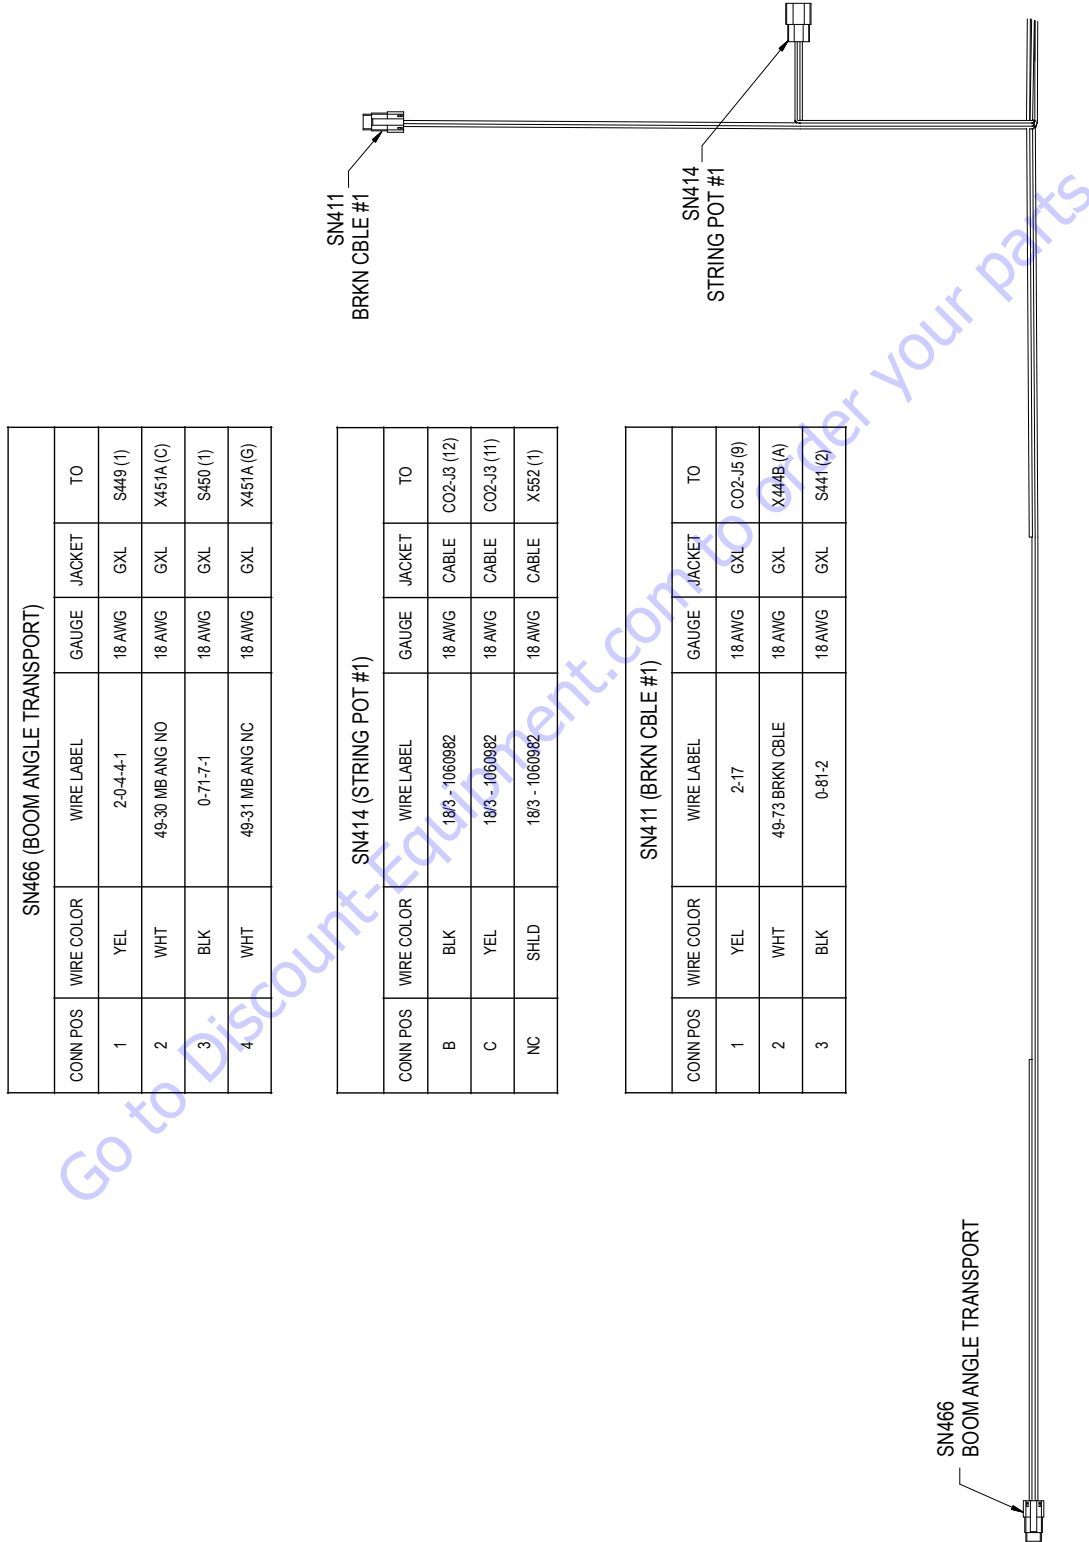 SN466 (BOOM ANGLE TRANSPORT)
CONN POS WIRE COLOR WIRE LABEL GAUGE JACKET TO
1 YEL 2-0-4-4-1 18 AWG GXL S449 (1)
2 WHT 49-30 MB ANG NO 18 AWG GXL X451A (C)
3 BLK 0-71-7-1 18 AWG GXL S450 (1)
4 WHT 49-31 MB ANG NC 18 AWG GXL X451A (G)
SN414 (STRING POT #1)
CONN POS WIRE COLOR WIRE LABEL GAUGE JACKET TO
B BLK 18/3 - 1060982 18 AWG CABLE CO2-J3 (12)
C YEL 18/3 - 1060982 18 AWG CABLE CO2-J3 (11)
NC SHLD 18/3 - 1060982 18 AWG CABLE X552 (1)
SN411 (BRKN CBLE #1)
CONN POS WIRE COLOR WIRE LABEL GAUGE JACKET TO
1 YEL 2-17 18 AWG GXL CO2-J5 (9)
2 WHT 49-73 BRKN CBLE 18 AWG GXL X444B (A)
3 BLK 0-81-2 18 AWG GXL S441 (2)
SN411
BRKN CBLE #1
SN414
STRING POT #1
SN466
BOOM ANGLE TRANSPORT
Go to Discount-Equipment.com to order your parts